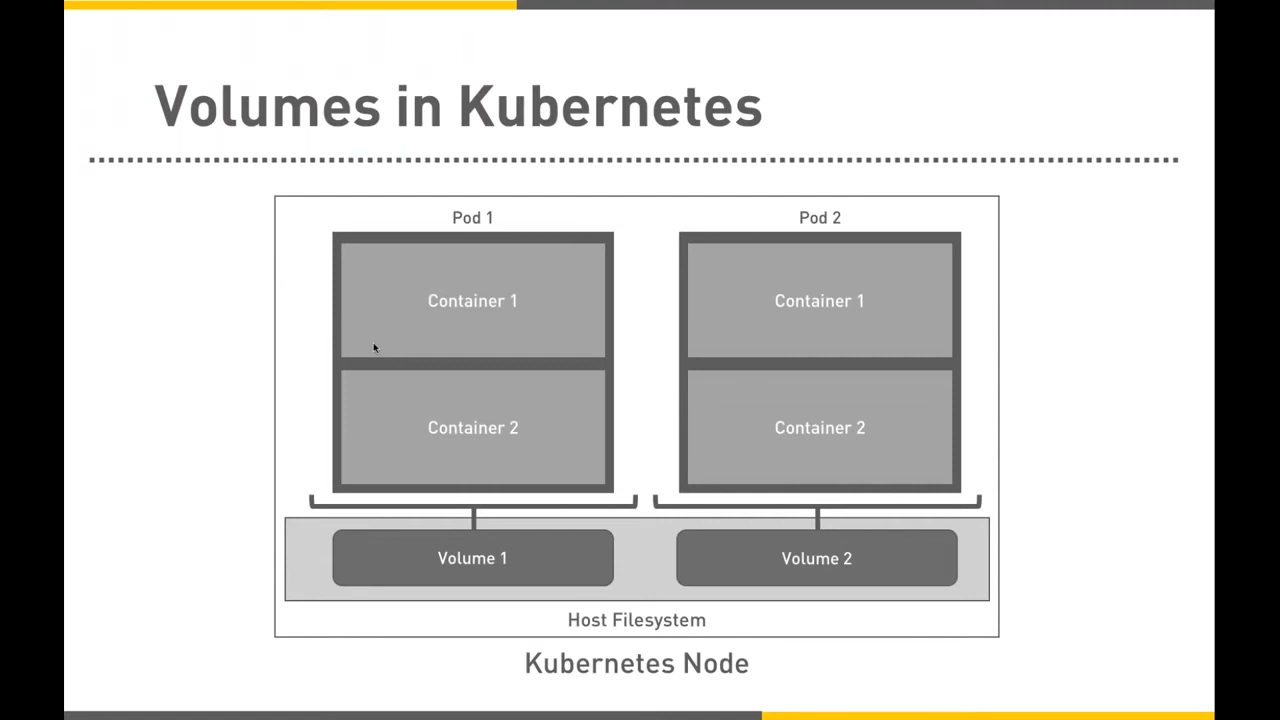 Volumes in Kubernetes
Pod 1
Pod 2
Container 1
Container 1
Container 2
Container 2
Volume 1
Volume 2
Host Filesystem
Kubernetes Node